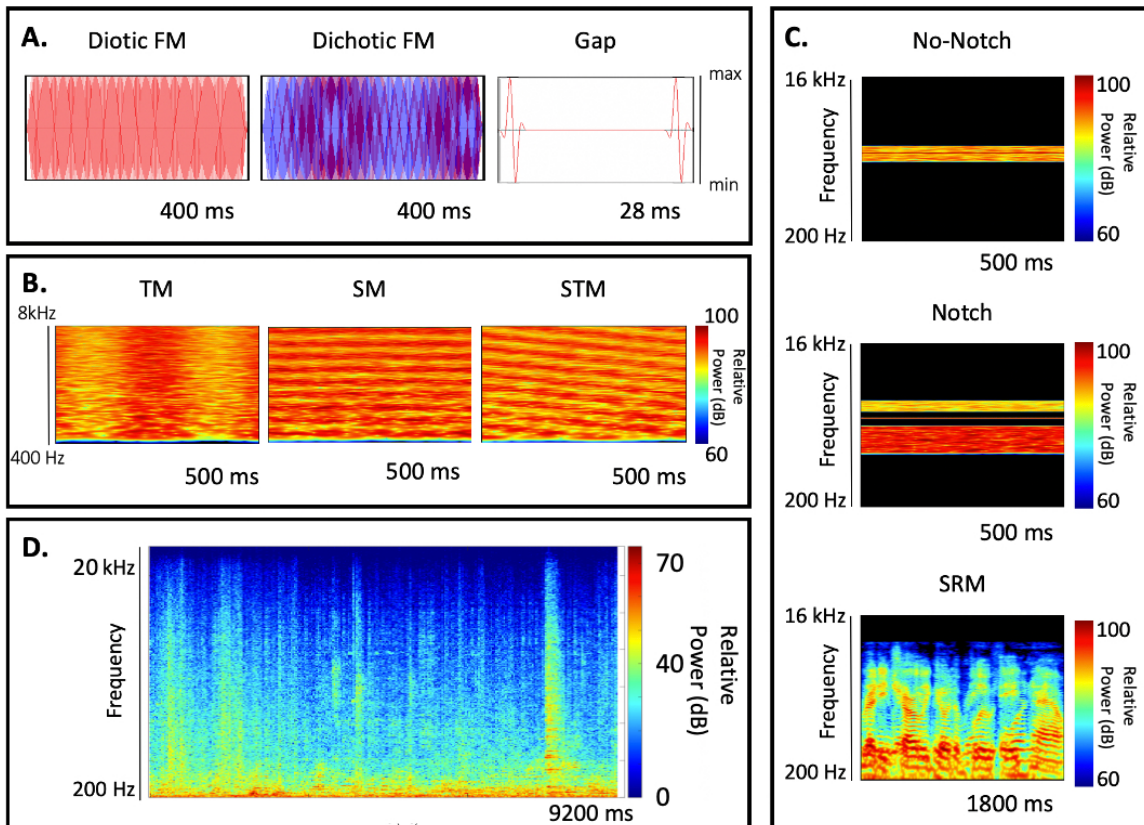 A.
Diotic FM
Dichotic FM
Gap
max
min
400 ms
400 ms
28 ms
B.
TM
SM
STM
8kHz
400 Hz
100
60
Relative
Power (dB)
500 ms
500 ms
500 ms
D.
20 kHz
Frequency
200 Hz
70
40
0
Relative
Power (dB)
9200 ms
C.
No-Notch
16 kHz
Frequency
200 Hz
100
60
Relative
Power (dB)
500 ms
Notch
16 kHz
Frequency
200 Hz
100
60
Relative
Power (dB)
500 ms
SRM
16 kHz
Frequency
200 Hz
100
60
Relative
Power (dB)
1800 ms